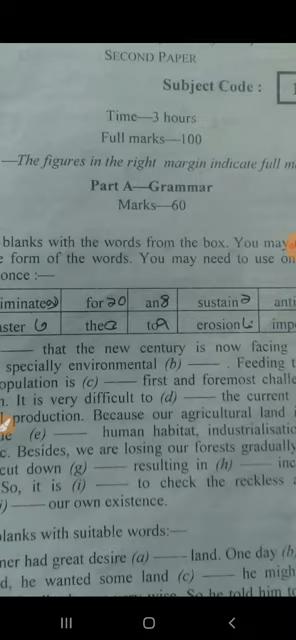 SECOND PAPER
Subject Code :
Time—3 hours
Full marks—100
—The figures in the right margin indicate full
Part A—Grammar
Marks—60
blanks with the words from the box. You may
form of the words. You may need to use
once :—
iminate for an sustain anti
aster the to erosion imp
that the new century is now facing
specially environmental (b) —— . Feeding
opulation is (c) —— first and foremost
It is very difficult to (d) —— the current
production. Because our agricultural land
(e) —— human habitat, industrialisatio
c. Besides, we are losing our forests gradually
cut down (g) —— resulting in (h) —— inc
So, it is (i) —— to check the reckless
—— our own existence.
blanks with suitable words:—
mer had great desire (a) —— land. One day (b)
d, he wanted some land (c) —— he migh
wise. So he told him to